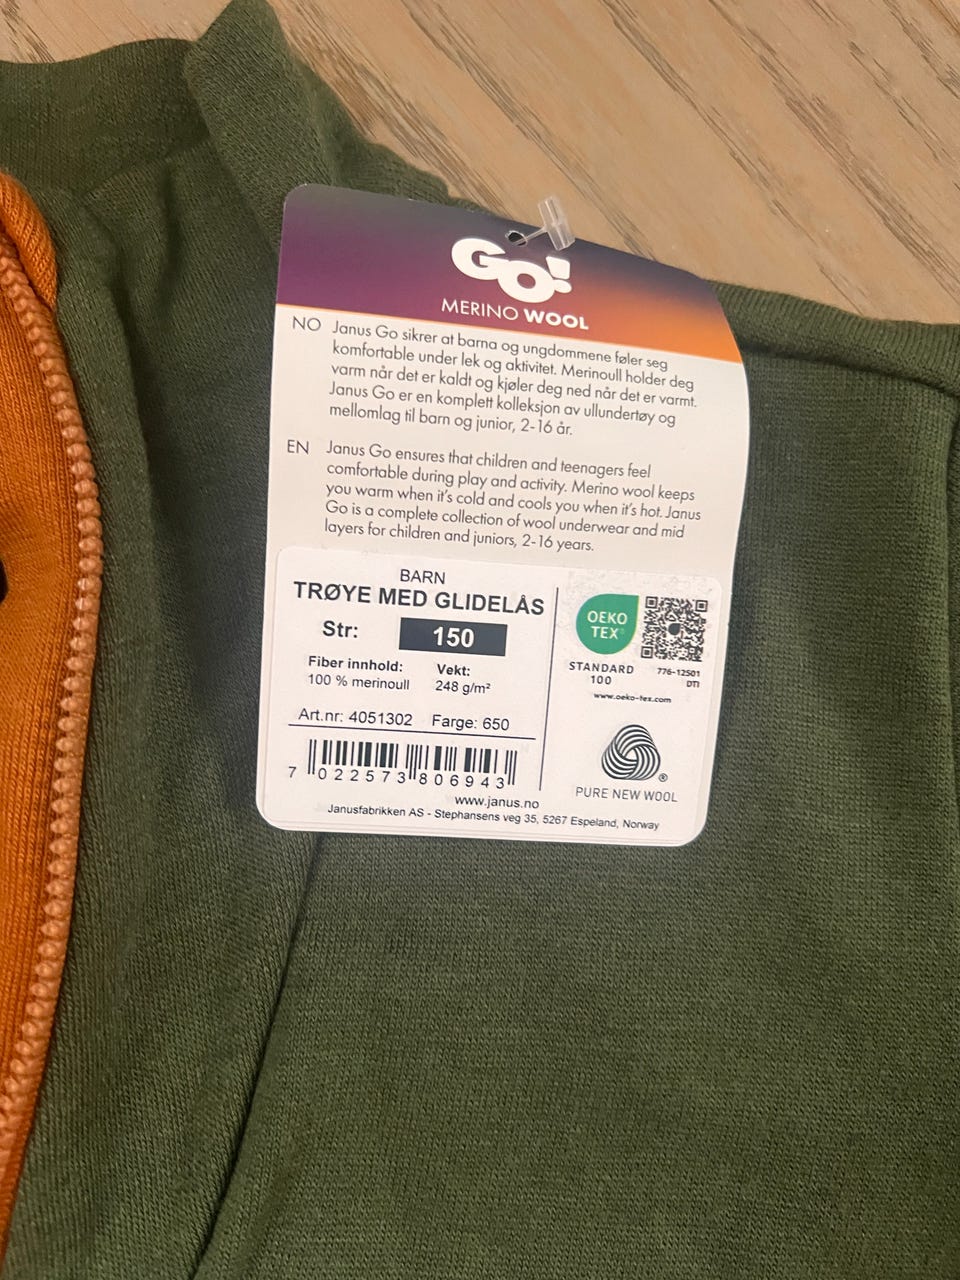 GO!
MERINO WOOL
NO Janus Go sikrer at barna og ungdommene føler seg
komfortable under lek og aktivitet. Merinoull holder deg
varm når det er kaldt og kjøler deg ned når det er varmt.
Janus Go er en komplett kolleksjon av ullundertøy og
mellomlag til barn og junior, 2-16 år.
EN Janus Go ensures that children and teenagers feel
comfortable during play and activity. Merino wool keeps
you warm when it's cold and cools you when it's hot. Janus
Go is a complete collection of wool underwear and mid
layers for children and juniors, 2-16 years.
BARN
TRØYE MED GLIDELÅS
Str: 150
Fiber innhold:
100 % merinoull
Vekt:
248 g/m²
Art.nr: 4051302 Farge: 650
7 022573 806943
OEKO
TEX®
STANDARD
100
776-12501
DTI
www.oeko-tex.com
®
PURE NEW WOOL
www.janus.no
Janusfabrikken AS - Stephansens veg 35, 5267 Espeland, Norway